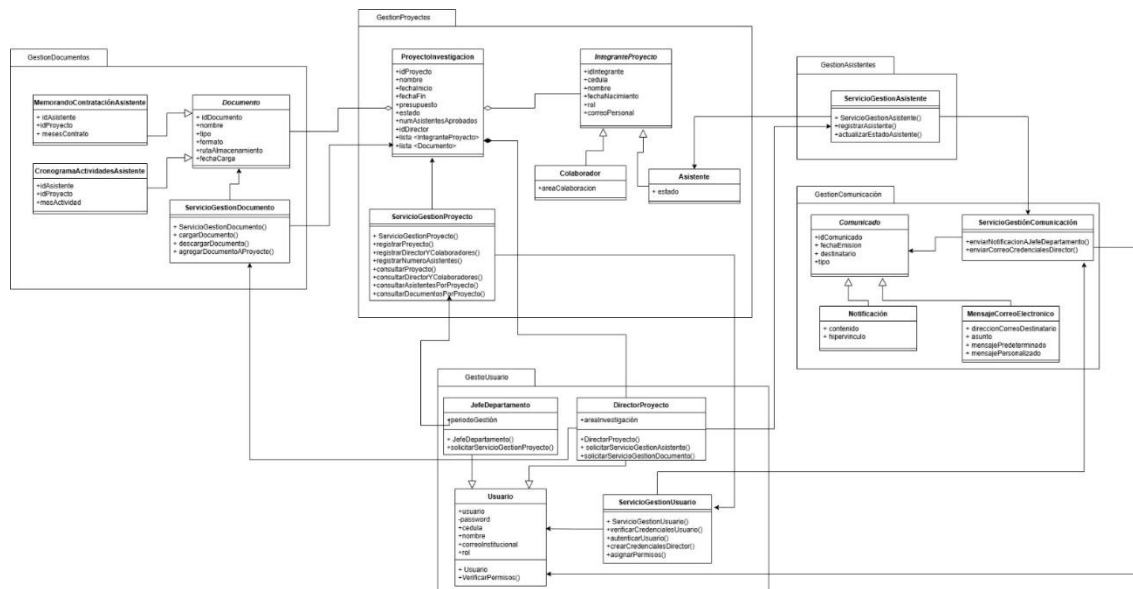 GestionDocumentos
MemorandoContrataciónAsistente
+ idAsistente
+ idProyecto
+ mesesContrato
CronogramaActividadesAsistente
+idAsistente
+idProyecto
+mesActividad
Documento
+ idDocumento
+nombre
+ tipo
+ formato
+ rutaAlmacenamiento
+fechaCarga
ServicioGestionDocumento
+ ServicioGestionDocumento()
+ cargarDocumento()
+ descargarDocumento()
+ agregarDocumentoAProyecto()
GestionProyectos
ProyectoInvestigacion
+idProyecto
+nombre
+ fechaInicio
+fechaFin
+ presupuesto
+ estado
+ numAsistentesAprobados
+idDirector
+ lista <IntegranteProyecto>
+ lista <Documento>
IntegranteProyecto
+idIntegrante
+ cedula
+ nombre
+ fechaNacimiento
+ rol
+ correoPersonal
Colaborador
+areaColaboracion
Asistente
+ estado
ServicioGestionProyecto
+ ServicioGestionProyecto()
+ registrarProyecto()
+ registrarDirectorYColaboradores()
+ registrarNumeroAsistentes()
+ consultarProyecto()
+consultarDirectorYColaboradores()
+ consultarAsistentesPorProyecto()
+consultarDocumentosPorProyecto()
GestionAsistentes
ServicioGestionAsistente
+ ServicioGestionAsistente()
+registrarAsistente()
+ actualizarEstadoAsistente()
GestionComunicación
Comunicado
+idComunicado
+ fechaEmision
+ destinatario
+tipo
ServicioGestiónComunicación
+enviarNotificacionAJefeDepartamento()
+ enviarCorreoCredencialesDirector()
Notificación
+ contenido
+ hipervinculo
MensajeCorreoElectronico
+ direccionCorreoDestinatario
+ asunto
+ mensajePredeterminado
+ mensajePersonalizado
GestioUsuario
JefeDepartamento
+periodoGestión
+ JefeDepartamento()
+solicitarServicioGestionProyecto()
DirectorProyecto
+areaInvestigación
+DirectorProyecto()
+ solicitarServicioGestionAsistente()
+solicitarServicioGestionDocumento()
Usuario
+usuario
-password
+ cedula
+ nombre
+correoInstitucional
+ rol
+ Usuario
+VerificarPermisos()
ServicioGestionUsuario
+ ServicioGestionUsuario()
+verificarCredencialesUsuario()
+ autenticarUsuario()
+ crearCredencialesDirector()
+asignarPermisos()